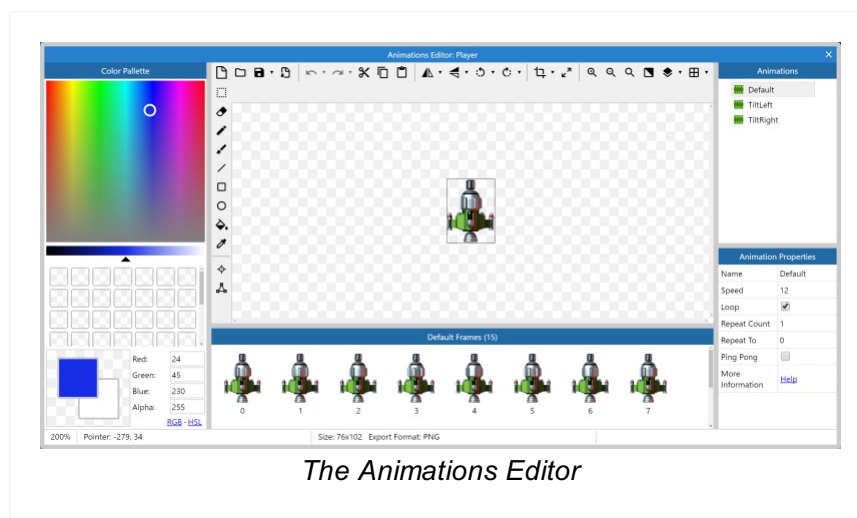 Animations Editor: Player
Color Pallette
Animations
Default
TiltLeft
TiltRight
Animation Properties
Name Default
Speed 12
Loop
Repeat Count 1
Repeat To 0
Ping Pong
More Information Help
Default Frames (15)
0 1 2 3 4 5 6 7
Red: 24
Green: 45
Blue: 230
Alpha: 255
RGB - HSL
200% Pointer: -279, 34 Size: 76x102 Export Format: PNG
The Animations Editor